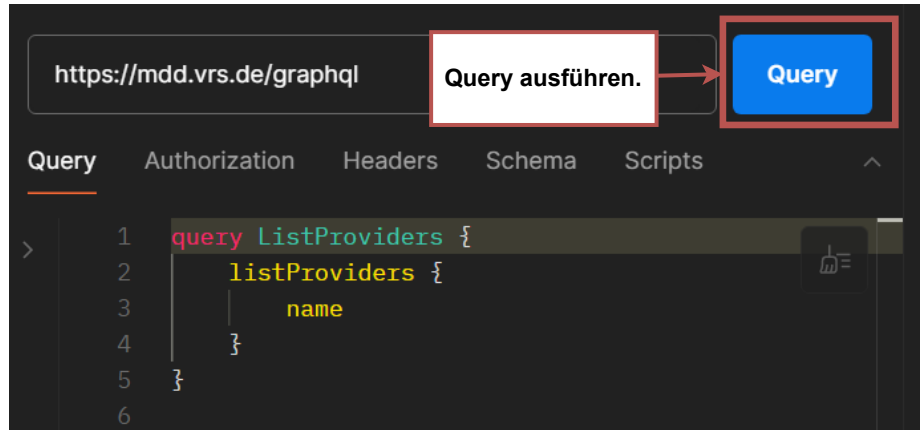 https://mdd.vrs.de/graphql
Query ausführen.
Query
Query Authorization Headers Schema Scripts
1 query ListProviders {
2 listProviders {
3 name
4 }
5 }
6